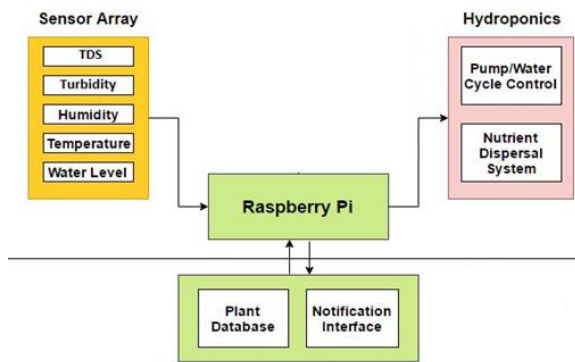 Sensor Array
TDS
Turbidity
Humidity
Temperature
Water Level
Hydroponics
Pump/Water
Cycle Control
Nutrient
Dispersal
System
Raspberry Pi
Plant
Database
Notification
Interface